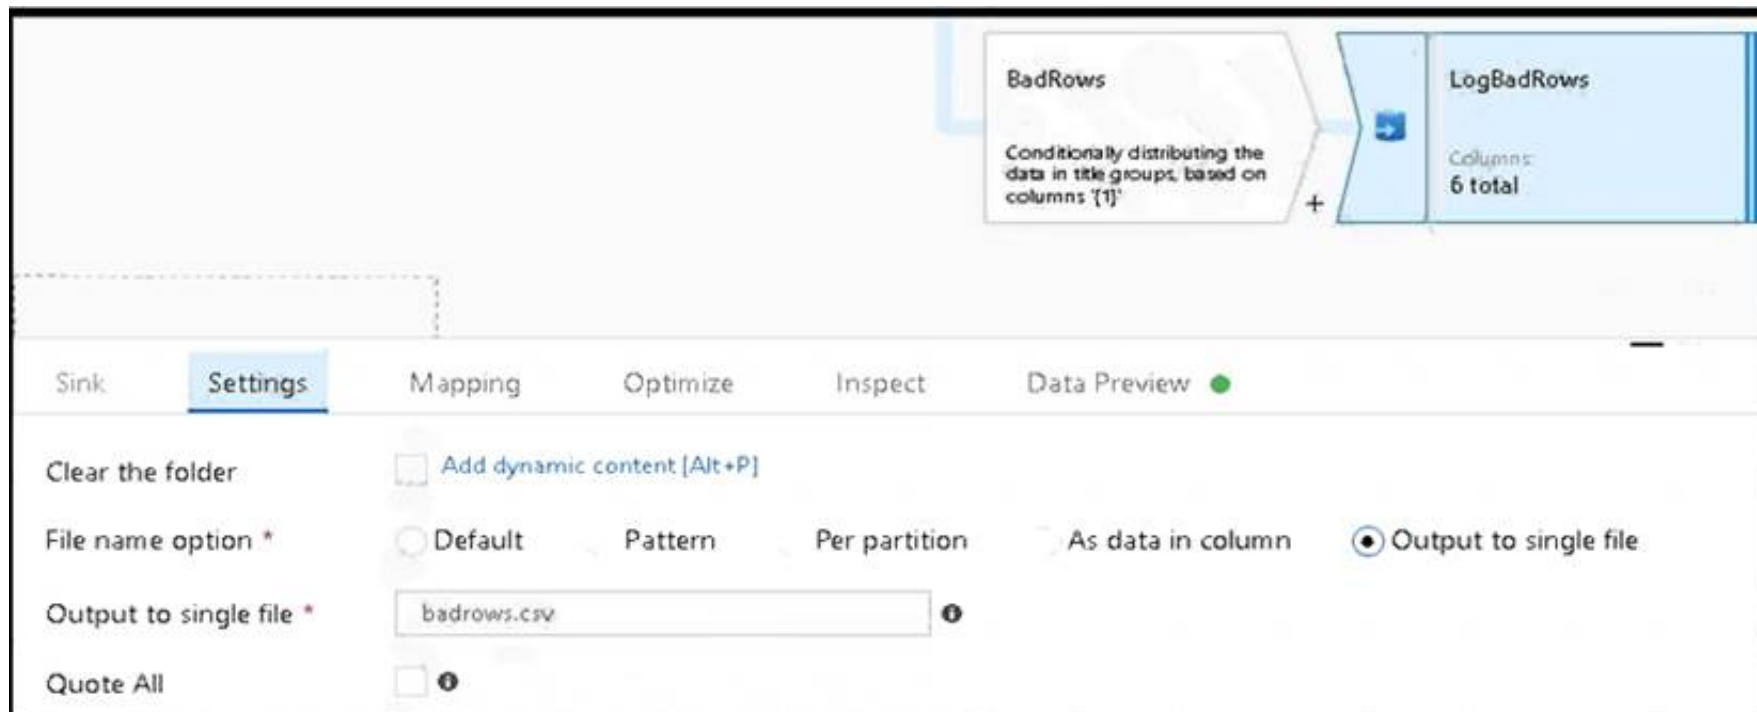 BadRows
Conditionally distributing the
data in title groups, based on
columns '{1}'
+
LogBadRows
Columns:
6 total
Sink
Settings
Mapping
Optimize
Inspect
Data Preview
Clear the folder
Add dynamic content [Alt+P]
File name option * Default Pattern Per partition As data in column Output to single file
Output to single file * badrows.csv
Quote All